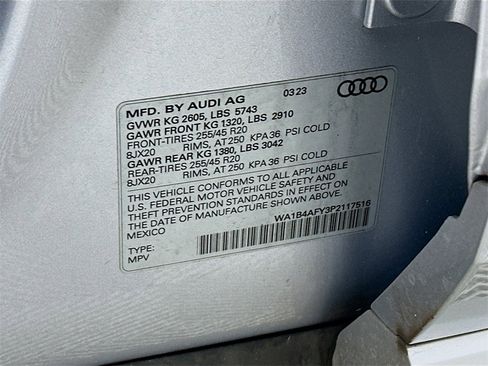 MFD. BY AUDI AG 03 23
GVWR KG 2605, LBS 5743
GAWR FRONT KG 1320, LBS 2910
FRONT-TIRES 255/45 R20
8JX20 RIMS, AT 250 KPA 36 PSI COLD
GAWR REAR KG 1380, LBS 3042
REAR-TIRES 255/45 R20
8JX20 RIMS, AT 250 KPA 36 PSI COLD
THIS VEHICLE CONFORMS TO ALL APPLICABLE
U.S. FEDERAL MOTOR VEHICLE SAFETY AND
THEFT PREVENTION STANDARDS IN EFFECT ON
THE DATE OF MANUFACTURE SHOWN ABOVE.
MEXICO WA1B4AFY3P2117516
TYPE:
MPV